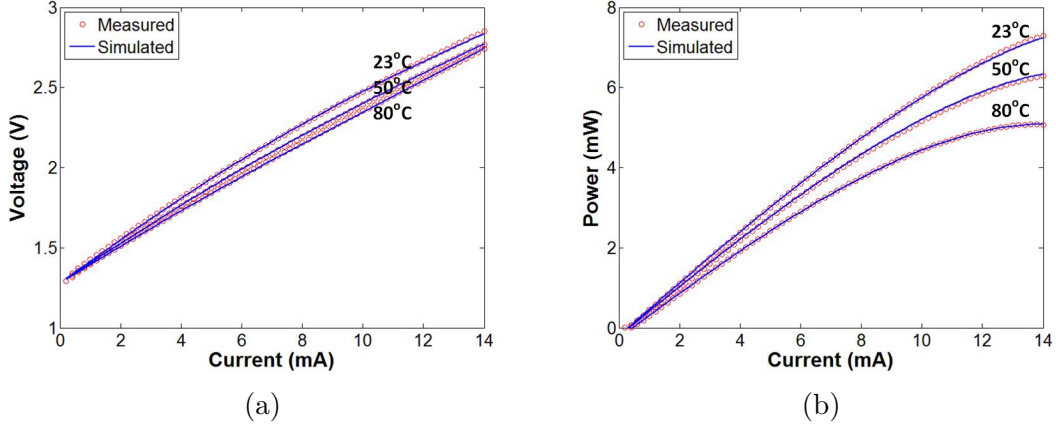 3
2.5
2
1.5
1
Voltage (V)
Measured
Simulated
23°C
50°C
80°C
0 2 4 6 8 10 12 14
Current (mA)
(a)
8
6
4
2
0
Power (mW)
Measured
Simulated
23°C
50°C
80°C
0 2 4 6 8 10 12 14
Current (mA)
(b)